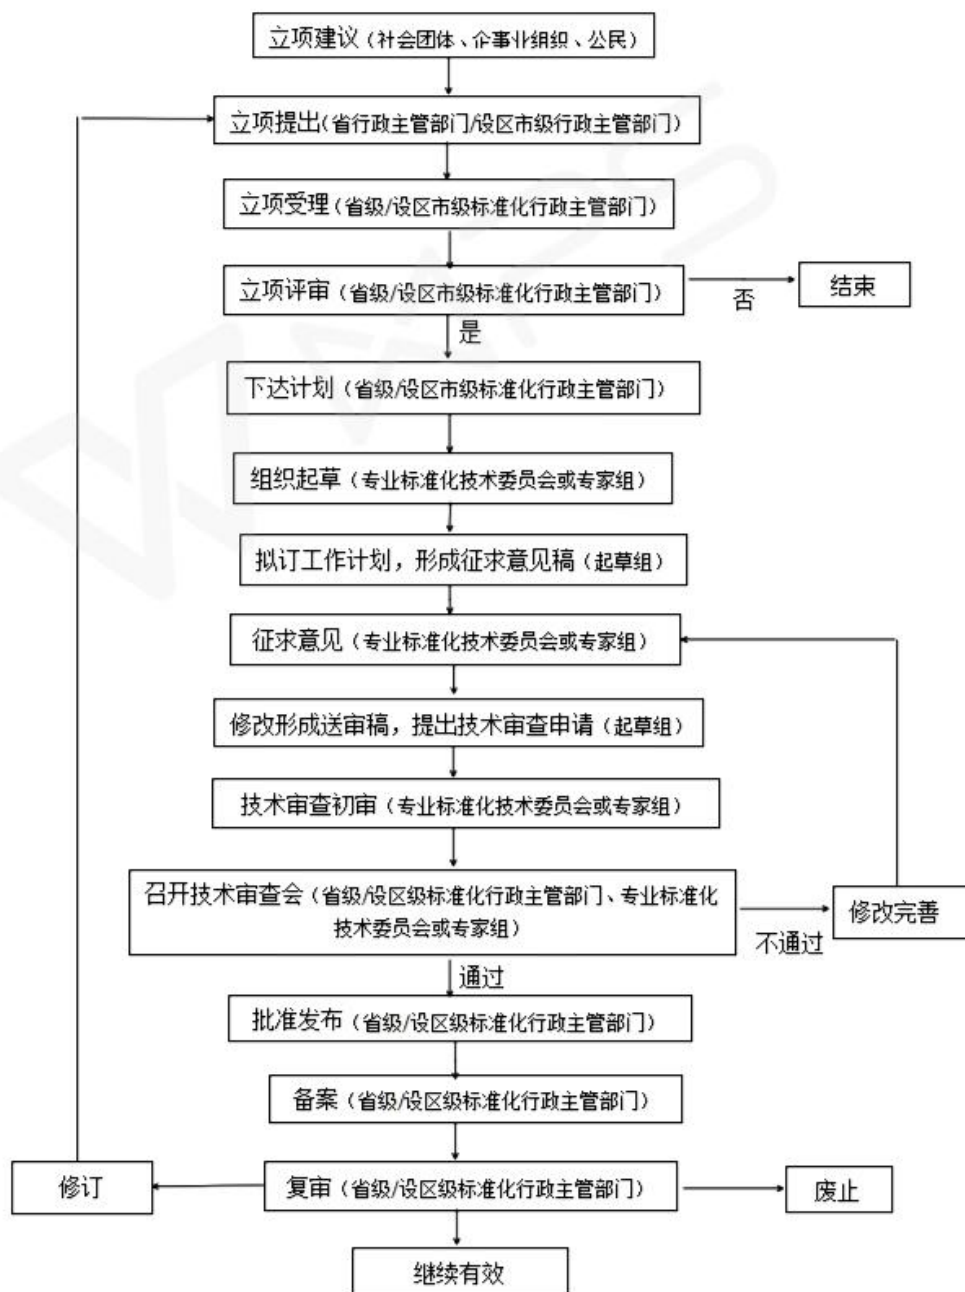 立项建议（社会团体、企事业组织、公民）
立项提出(省行政主管部门/设区市级行政主管部门）
立项受理（省级/设区市级标准化行政主管部门）
立项评审（省级/设区市级标准化行政主管部门）
否
结束
是
下达计划（省级/设区市级标准化行政主管部门）
组织起草（专业标准化技术委员会或专家组）
拟订工作计划，形成征求意见稿（起草组）
征求意见（专业标准化技术委员会或专家组）
修改形成送审稿，提出技术审查申请（起草组）
技术审查初审（专业标准化技术委员会或专家组）
召开技术审查会（省级/设区级标准化行政主管部门、专业标准化
技术委员会或专家组）
不通过
修改完善
通过
批准发布（省级/设区级标准化行政主管部门）
备案（省级/设区级标准化行政主管部门）
修订
复审（省级/设区级标准化行政主管部门）
废止
继续有效
WPS